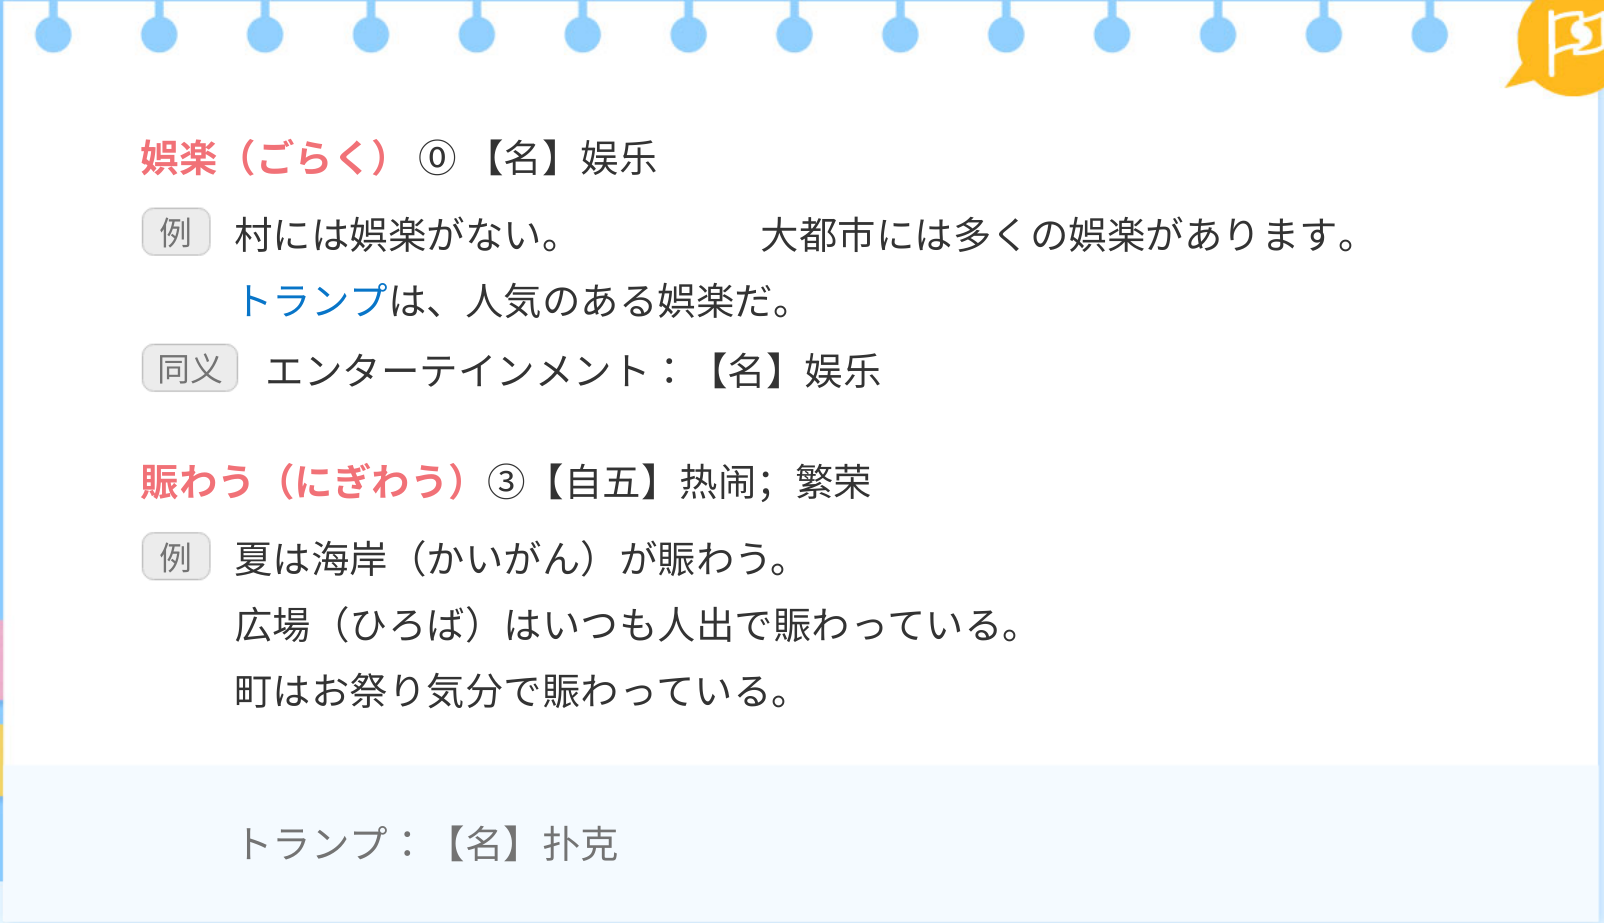 娯楽（ごらく） ⓪ 【名】娱乐
例 村には娯楽がない。 大都市には多くの娯楽があります。
トランプは、人気のある娯楽だ。
同义 エンターテインメント：【名】娱乐
賑わう（にぎわう）③【自五】热闹；繁荣
例 夏は海岸（かいがん）が賑わう。
広場（ひろば）はいつも人出で賑わっている。
町はお祭り気分で賑わっている。
トランプ：【名】扑克